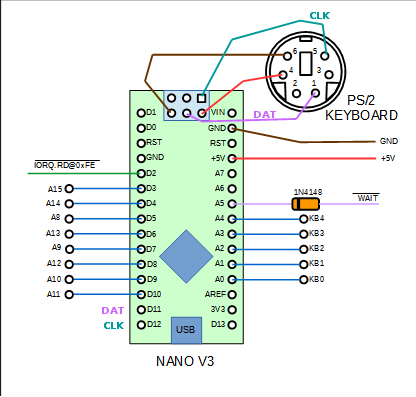 CLK
6
5
4
3
2
1
PS/2
KEYBOARD
DAT
D1
VIN
D0
GND
GND
RST
RST
GND
+5V
+5V
IORQ.RD@0xFE
D2
A7
A15
D3
A6
1N4148
WAIT
A14
D4
A5
A8
D5
A4
KB4
A13
D6
A3
KB3
A9
D7
A2
KB2
A12
D8
A1
KB1
A10
D9
A0
KB0
A11
D10
AREF
DAT
D11
3V3
CLK
D12
USB
D13
NANO V3